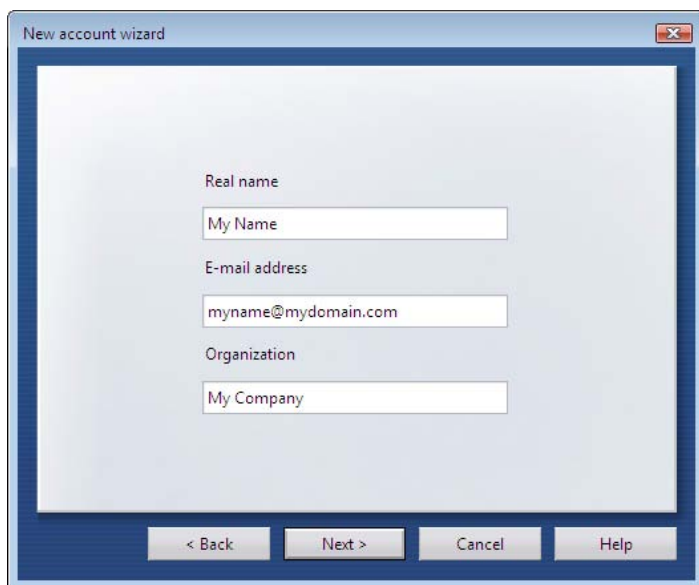 New account wizard
Real name
My Name
E-mail address
myname@mydomain.com
Organization
My Company
< Back Next > Cancel Help